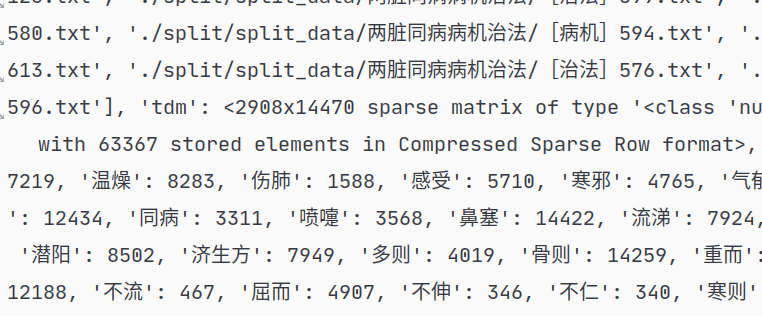 580.txt', './split/split_data/两脏同病病机治法/［病机］594.txt', '.
613.txt', './split/split_data/两脏同病病机治法/［治法］576.txt', '.
596.txt'], 'tdm': <2908x14470 sparse matrix of type '<class 'nu
with 63367 stored elements in Compressed Sparse Row format>,
7219, '温燥': 8283, '伤肺': 1588, '感受': 5710, '寒邪': 4765, '气郁
': 12434, '同病': 3311, '喷嚏': 3568, '鼻塞': 14422, '流涕': 7924,
'潜阳': 8502, '济生方': 7949, '多则': 4019, '骨则': 14259, '重而':
12188, '不流': 467, '屈而': 4907, '不伸': 346, '不仁': 340, '寒则'